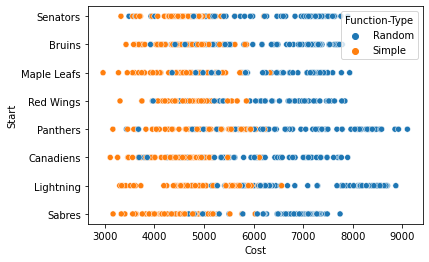 Senators
Bruins
Maple Leafs
Red Wings
Panthers
Canadiens
Lightning
Sabres
Start
3000 4000 5000 6000 7000 8000 9000
Cost
Function-Type
Random
Simple